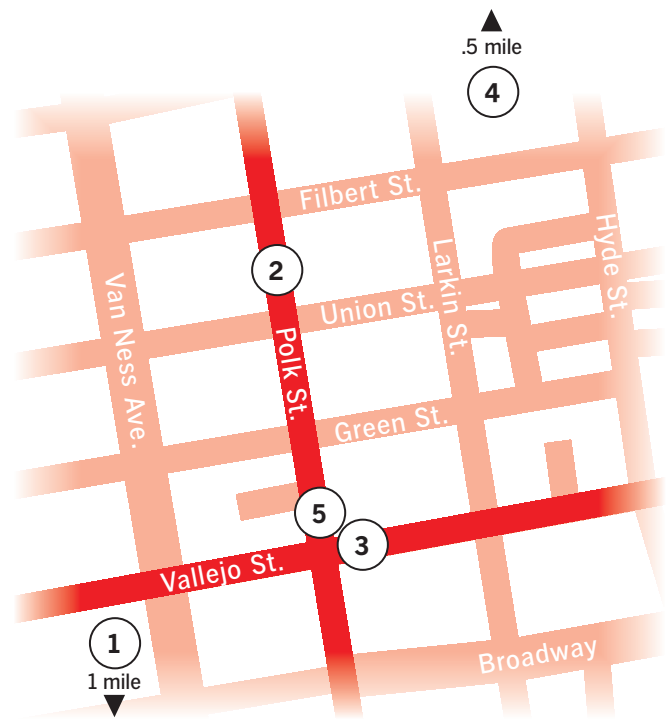 .5 mile
4
Filbert St.
Hyde St.
Larkin St.
2
Van Ness Ave.
Union St.
Polk St.
Green St.
5
3
Vallejo St.
1
1 mile
Broadway